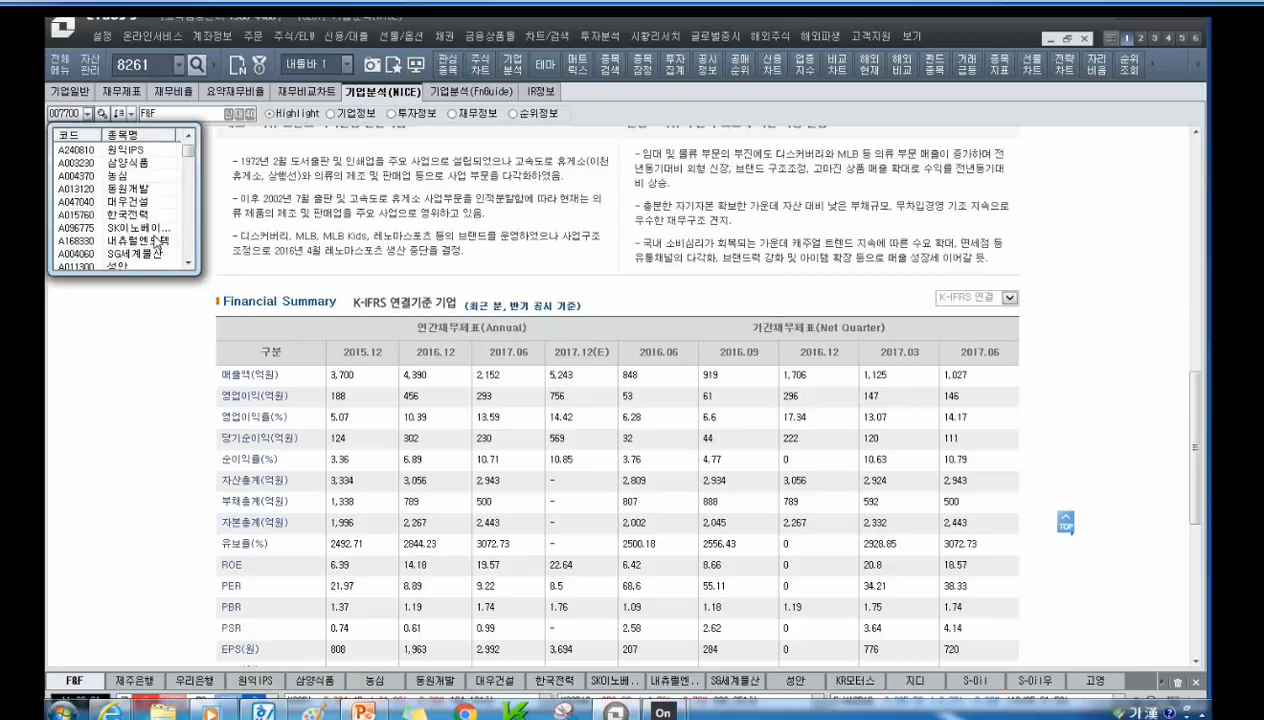 설정 온라인서비스 계좌정보 주문 주식/ELW 신용/대출 선물/옵션 채권 금융상품몰 차트/검색 투자분석 시황리서치 글로벌증시 해외주식 해외파생 고객지원 보기
1 2 3 4 5 6
전체메뉴 자산관리 8261 내툴바1 관심종목 주식차트 기업분석 테마 매트릭스 종목검색 종목잠정 투자집계 공시정보 공매순위 신용차트 업종지수 비교차트 해외현재 해외비교 펀드종목 거래급등 종목지표 선물차트 전략차트 자리비움 순위조회
기업일반 재무제표 재무비율 요약재무비율 재무비교차트 기업분석(NICE) 기업분석(FnGuide) IR정보
007700 F&F Highlight 기업정보 투자정보 재무정보 순위정보
코드 종목명
A240810 원익IPS
A003230 삼양식품
A004370 농심
A013120 동원개발
A047040 대우건설
A015760 한국전력
A096775 SK이노베이...
A168330 내츄럴엔도텍
A004060 SG세계물산
A011300 성안
- 1972년 2월 도서출판 및 인쇄업을 주요 사업으로 설립되었으나 고속도로 휴게소(이천
휴게소, 상행선)와 의류의 제조 및 판매업 등으로 사업 부문을 다각화하였음.
- 이후 2002년 7월 출판 및 고속도로 휴게소 사업부문을 인적분할함에 따라 현재는 의
류 제품의 제조 및 판매업을 주요 사업으로 영위하고 있음.
- 디스커버리, MLB, MLB Kids, 레노마스포츠 등의 브랜드를 운영하였으나 사업구조
조정으로 2016년 4월 레노마스포츠 생산 중단을 결정.
- 임대 및 물류 부문의 부진에도 디스커버리와 MLB 등 의류 부문 매출이 증가하며 전
년동기대비 외형 신장, 브랜드 구조조정, 고마진 상품 매출 확대로 수익률 전년동기대
비 상승.
- 충분한 자기자본 확보한 가운데 자산 대비 낮은 부채규모, 무차입경영 기조 지속으로
우수한 재무구조 견지.
- 국내 소비심리가 회복되는 가운데 캐주얼 트렌드 지속에 따른 수요 확대, 면세점 등
유통채널의 다각화, 브랜드력 강화 및 아이템 확장 등으로 매출 성장세 이어갈 듯.
Financial Summary K-IFRS 연결기준 기업 (최근 분, 반기 공시 기준)
K-IFRS 연결
연간재무제표(Annual) 기간재무제표(Net Quarter)
구분 2015.12 2016.12 2017.06 2017.12(E) 2016.06 2016.09 2016.12 2017.03 2017.06
매출액(억원) 3,700 4,390 2,152 5,243 848 919 1,706 1,125 1,027
영업이익(억원) 188 456 293 756 53 61 296 147 146
영업이익률(%) 5.07 10.39 13.59 14.42 6.28 6.6 17.34 13.07 14.17
당기순이익(억원) 124 302 230 569 32 44 222 120 111
순이익률(%) 3.36 6.89 10.71 10.85 3.76 4.77 0 10.63 10.79
자산총계(억원) 3,334 3,056 2,943 - 2,809 2,934 3,056 2,924 2,943
부채총계(억원) 1,338 789 500 - 807 888 789 592 500
자본총계(억원) 1,996 2,267 2,443 - 2,002 2,045 2,267 2,332 2,443
유보율(%) 2492.71 2844.23 3072.73 - 2500.18 2556.43 0 2928.85 3072.73
ROE 6.39 14.18 19.57 22.64 6.42 8.66 0 20.8 18.57
PER 21.97 8.89 9.22 8.5 68.6 55.11 0 34.21 38.33
PBR 1.37 1.19 1.74 1.76 1.09 1.18 1.19 1.75 1.74
PSR 0.74 0.61 0.99 - 2.58 2.62 0 3.64 4.14
EPS(원) 808 1,963 2,992 3,694 207 284 0 776 720
TOP
F&F 제주은행 우리은행 원익IPS 삼양식품 농심 동원개발 대우건설 한국전력 SK이노베.. 내츄럴엔.. SG세계물산 성안 KR모터스 지디 S-Oil S-Oil우 고영
On
가 漢